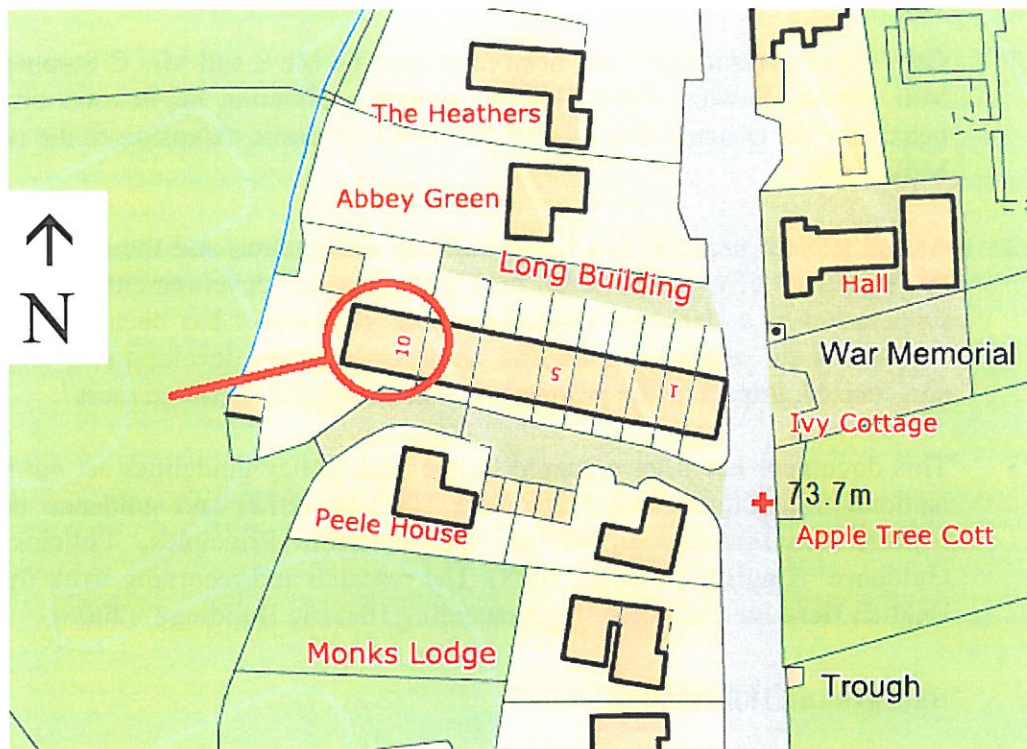 The Heathers
Abbey Green
Long Building
Hall
N
10
War Memorial
5
1
Ivy Cottage
73.7m
Peele House
Apple Tree Cott
Monks Lodge
Trough